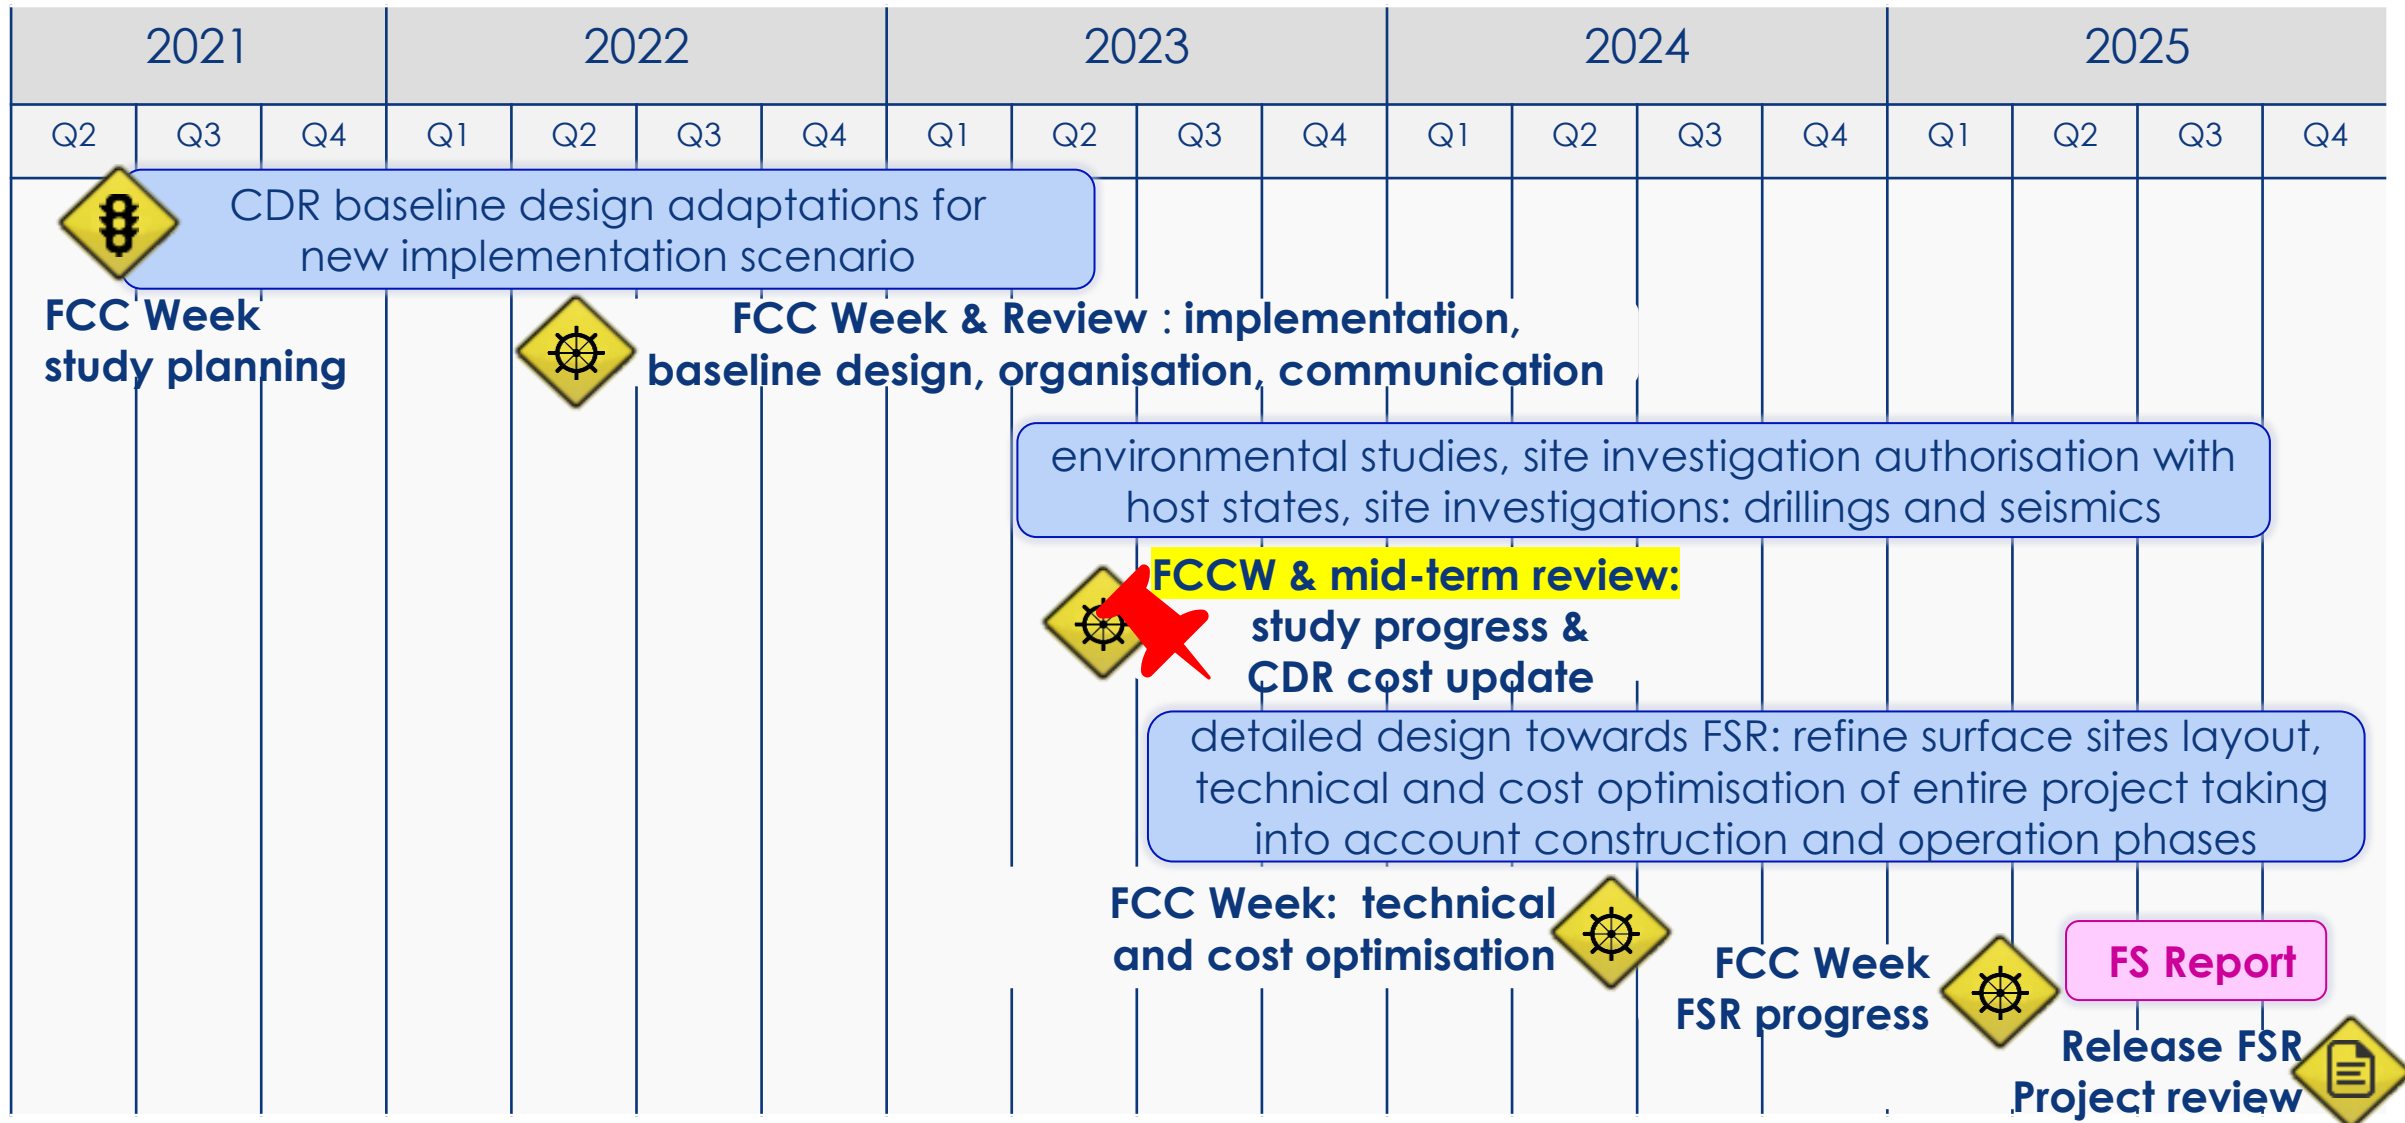 2021 2022 2023 2024 2025
Q2 Q3 Q4 Q1 Q2 Q3 Q4 Q1 Q2 Q3 Q4 Q1 Q2 Q3 Q4 Q1 Q2 Q3 Q4
CDR baseline design adaptations for
new implementation scenario
FCC Week
study planning
FCC Week & Review : implementation,
baseline design, organisation, communication
environmental studies, site investigation authorisation with
host states, site investigations: drillings and seismics
FCCW & mid-term review:
study progress &
CDR cost update
detailed design towards FSR: refine surface sites layout,
technical and cost optimisation of entire project taking
into account construction and operation phases
FCC Week: technical
and cost optimisation
FCC Week
FSR progress
FS Report
Release FSR
Project review